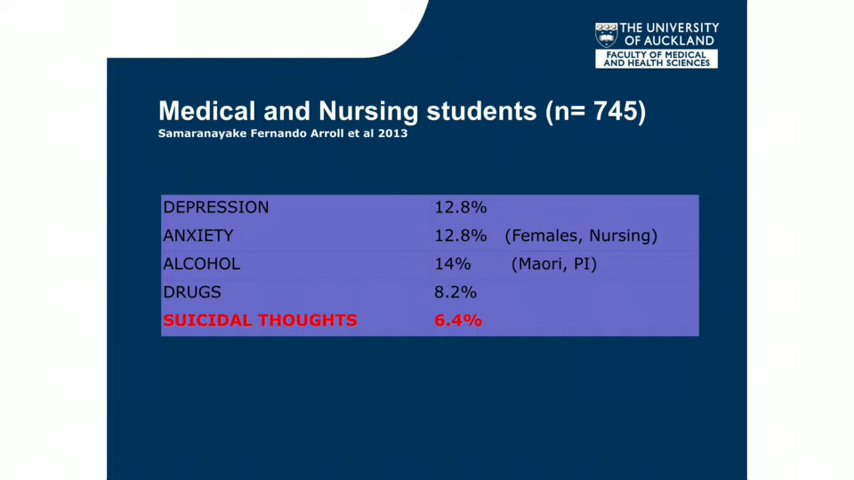 THE UNIVERSITY
OF AUCKLAND
FACULTY OF MEDICAL
AND HEALTH SCIENCES
Medical and Nursing students (n= 745)
Samaranayake Fernando Arroll et al 2013
DEPRESSION 12.8%
ANXIETY 12.8% (Females, Nursing)
ALCOHOL 14% (Maori, PI)
DRUGS 8.2%
SUICIDAL THOUGHTS 6.4%